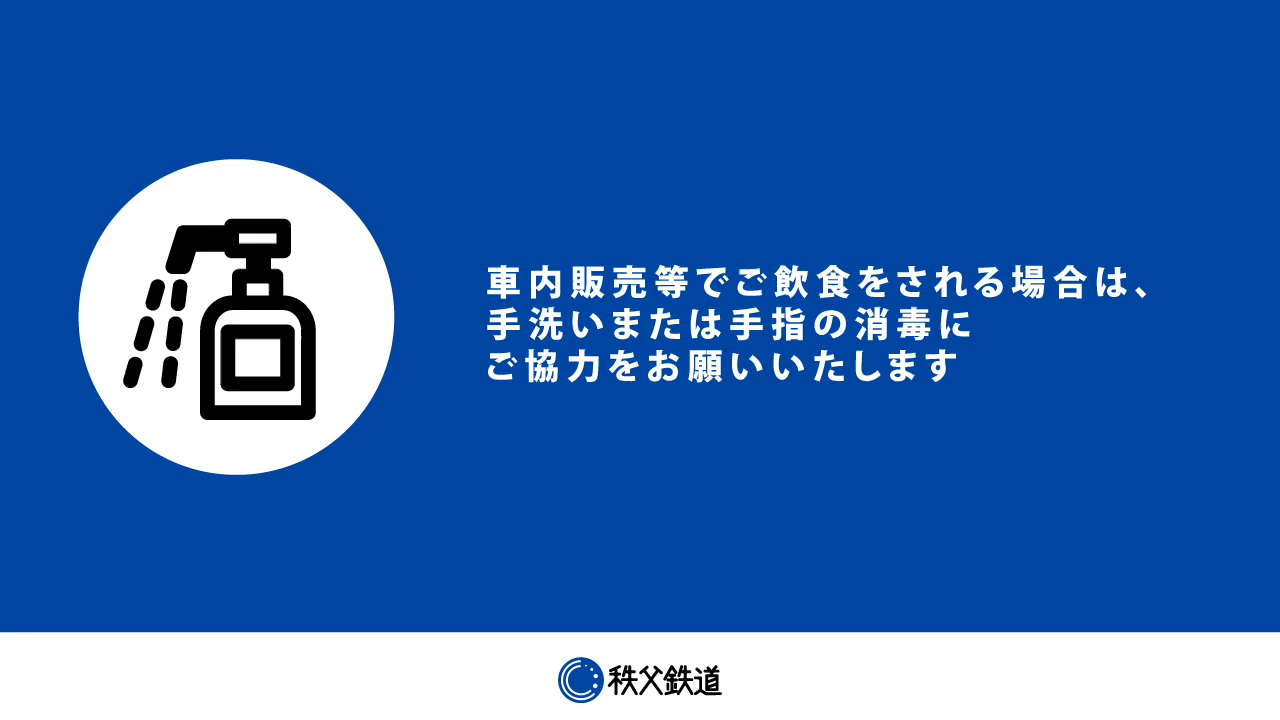 車内販売等でご飲食をされる場合は、
手洗いまたは手指の消毒に
ご協力をお願いいたします
秩父鉄道